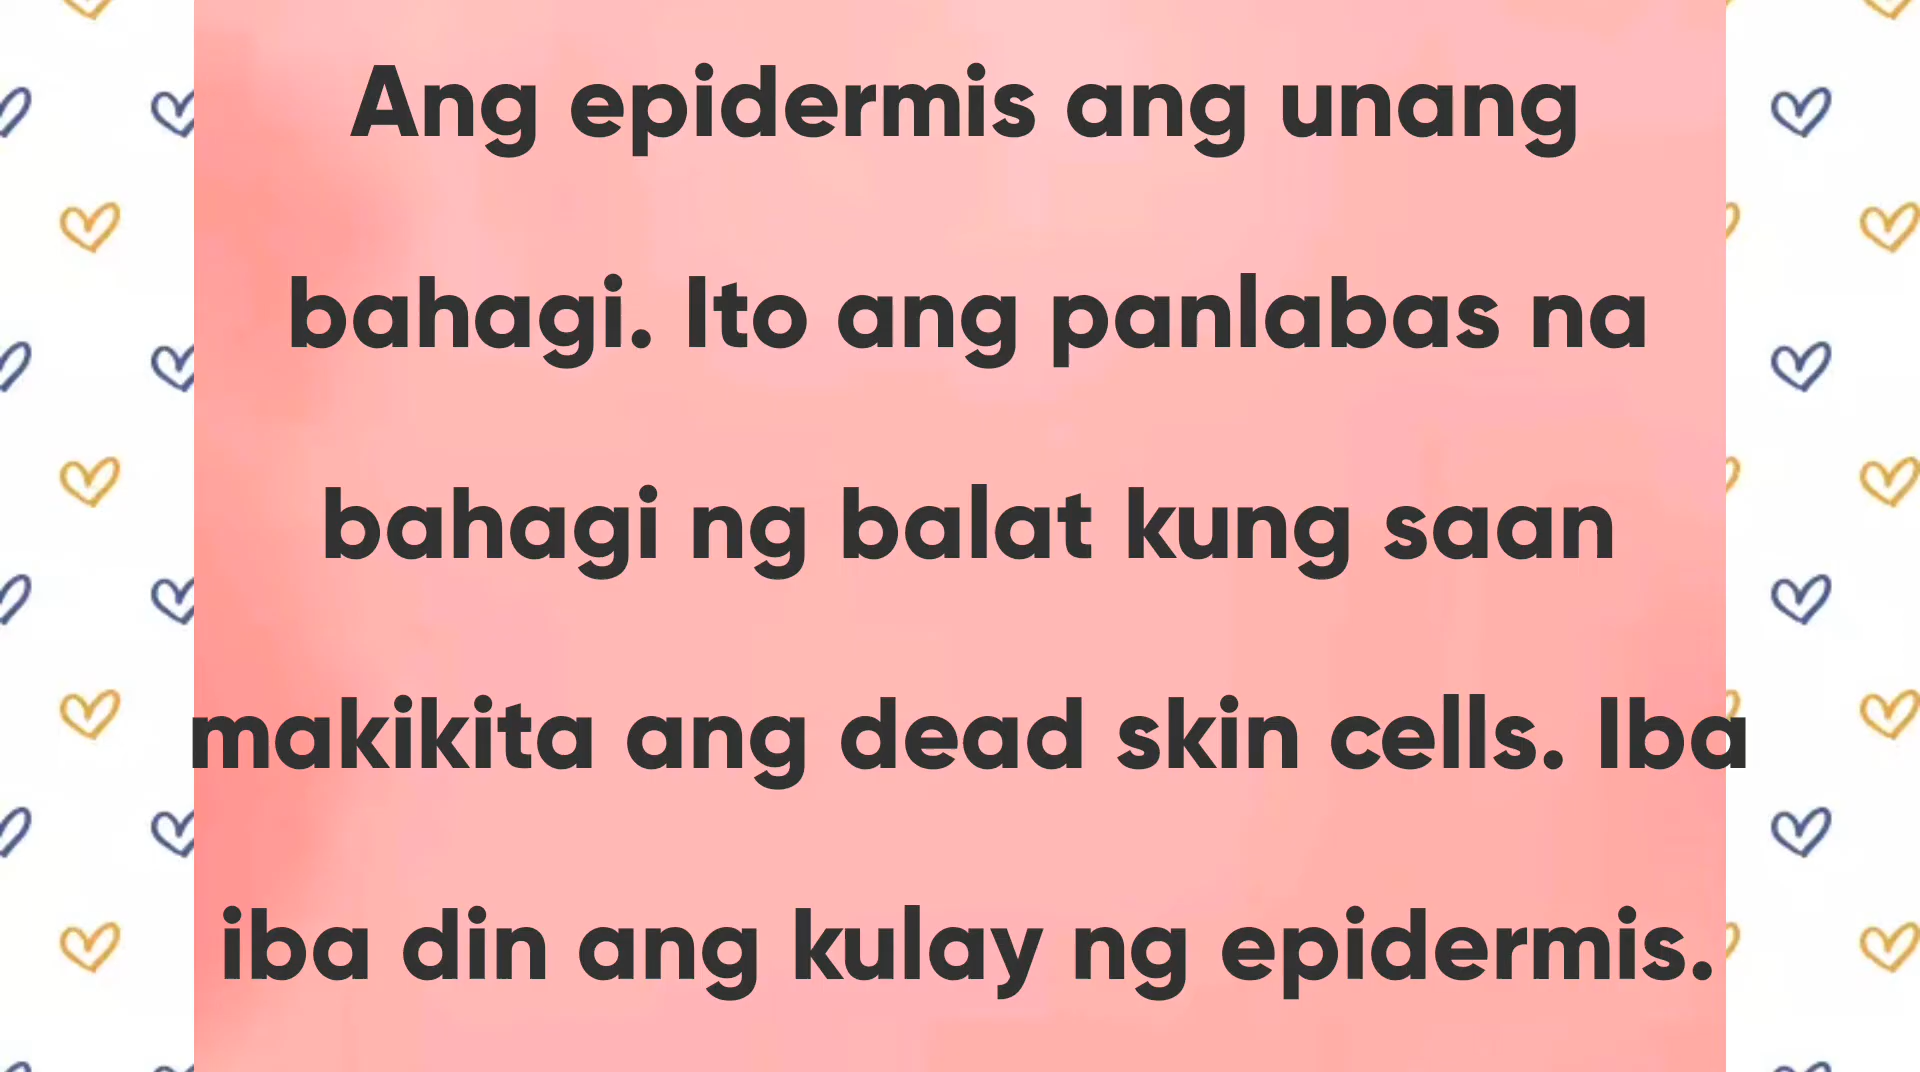 Ang epidermis ang unang
bahagi. Ito ang panlabas na
bahagi ng balat kung saan
makikita ang dead skin cells. Iba
iba din ang kulay ng epidermis.